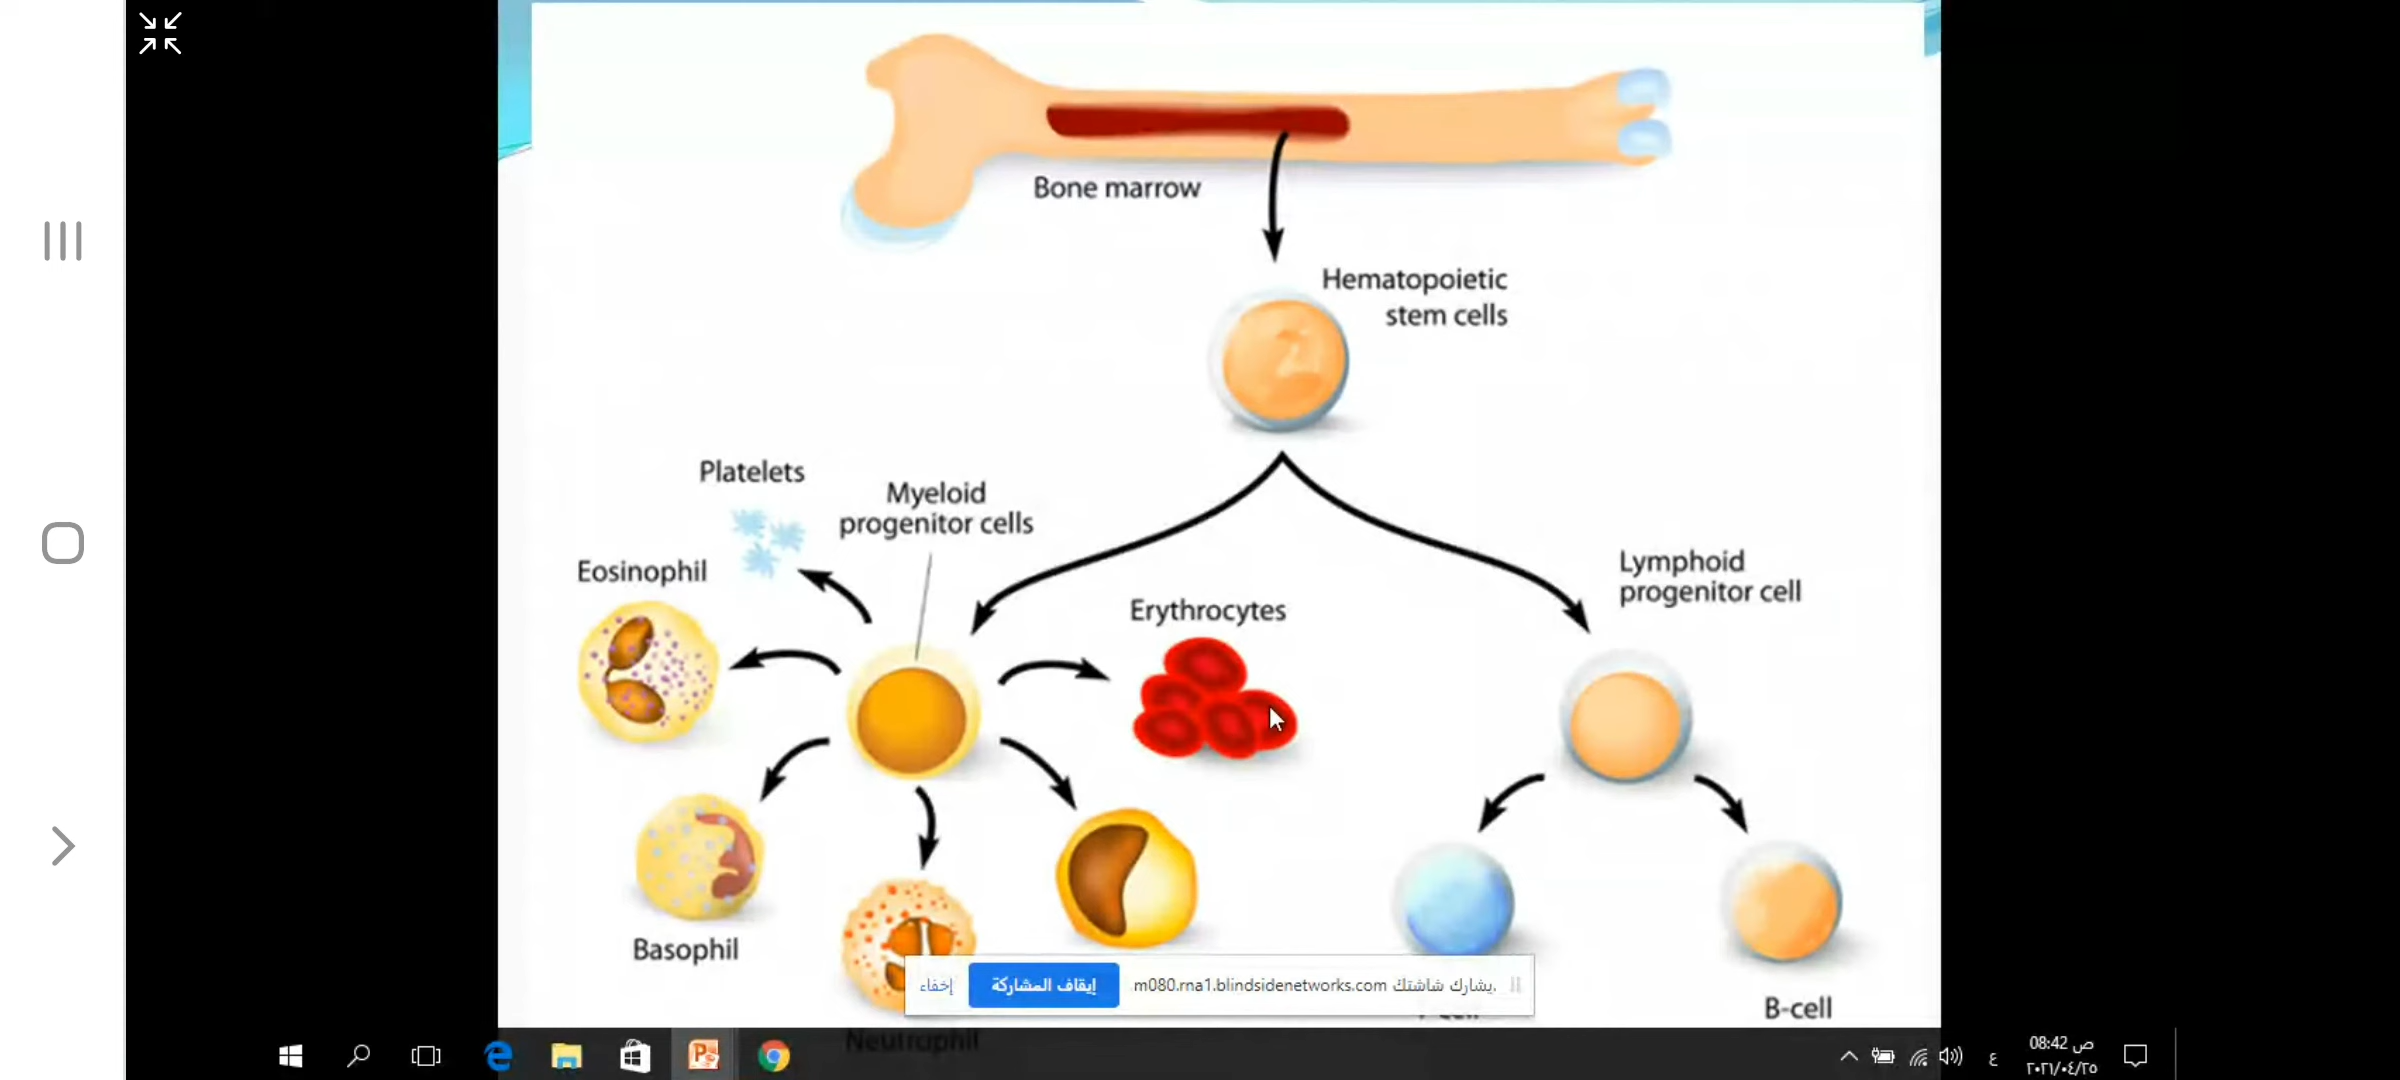 Bone marrow
Hematopoietic
stem cells
Platelets
Myeloid
progenitor cells
Eosinophil
Erythrocytes
Lymphoid
progenitor cell
Basophil
B-cell
Neutrophil
يشارك شاشتك m080.rna1.blindsidenetworks.com.
إيقاف المشاركة
إخفاء
ع
08:42 ص
٢٠٢١/٠٤/٢٥